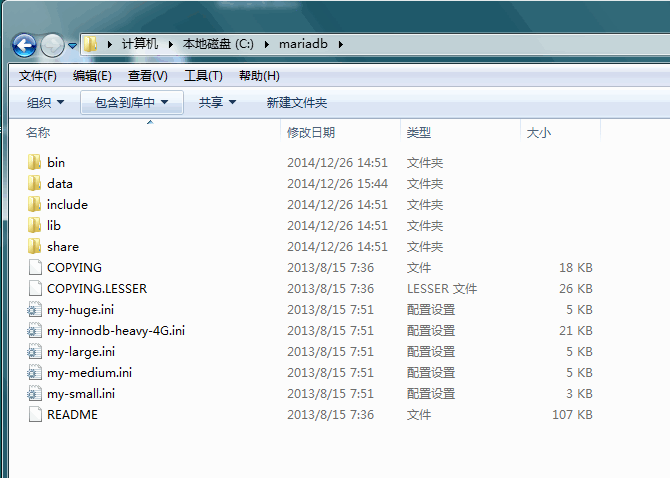 计算机 本地磁盘 (C:) mariadb
文件(F) 编辑(E) 查看(V) 工具(T) 帮助(H)
组织 包含到库中 共享 新建文件夹
名称 修改日期 类型 大小
bin 2014/12/26 14:51 文件夹
data 2014/12/26 15:44 文件夹
include 2014/12/26 14:51 文件夹
lib 2014/12/26 14:51 文件夹
share 2014/12/26 14:51 文件夹
COPYING 2013/8/15 7:36 文件 18 KB
COPYING.LESSER 2013/8/15 7:36 LESSER 文件 26 KB
my-huge.ini 2013/8/15 7:51 配置设置 5 KB
my-innodb-heavy-4G.ini 2013/8/15 7:51 配置设置 21 KB
my-large.ini 2013/8/15 7:51 配置设置 5 KB
my-medium.ini 2013/8/15 7:51 配置设置 5 KB
my-small.ini 2013/8/15 7:51 配置设置 3 KB
README 2013/8/15 7:36 文件 107 KB